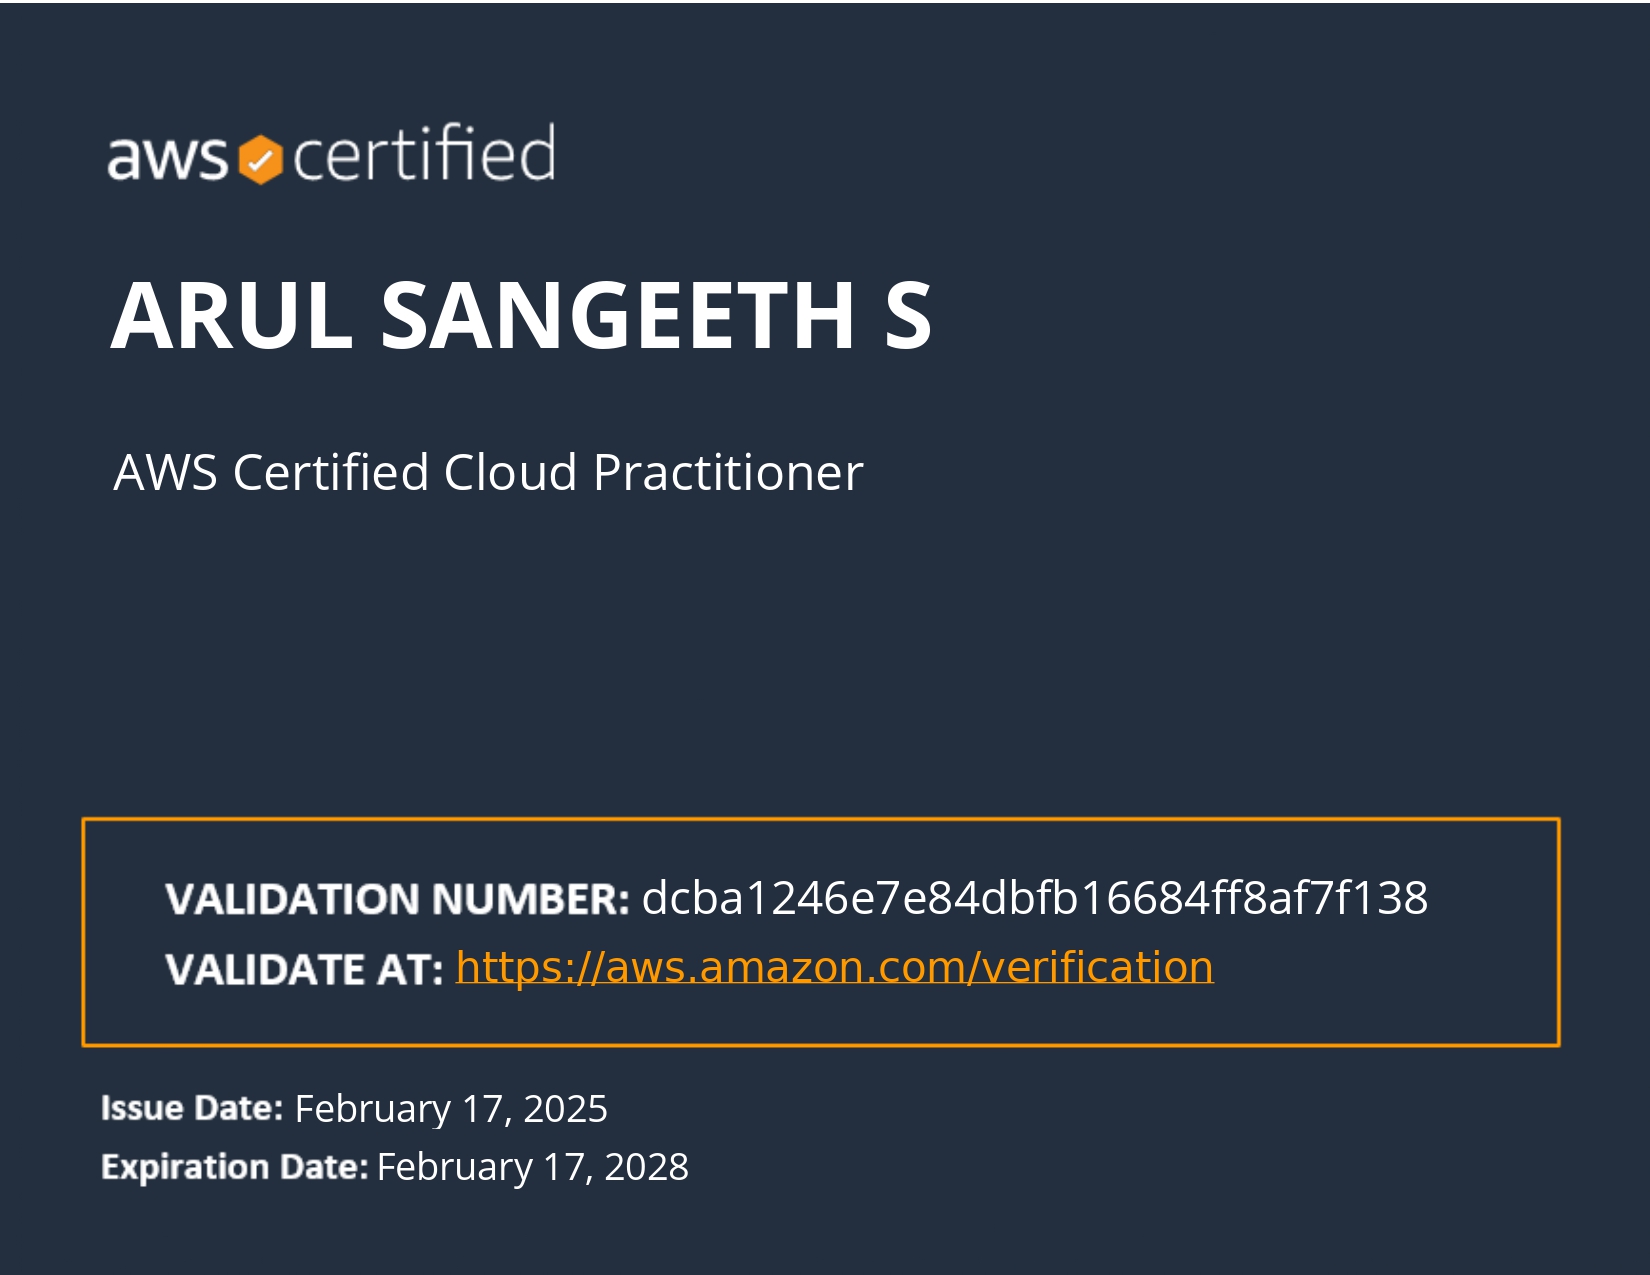 aws certified
ARUL SANGEETH S
AWS Certified Cloud Practitioner
VALIDATION NUMBER: dcba1246e7e84dbfb16684ff8af7f138
VALIDATE AT: https://aws.amazon.com/verification
Issue Date: February 17, 2025
Expiration Date: February 17, 2028